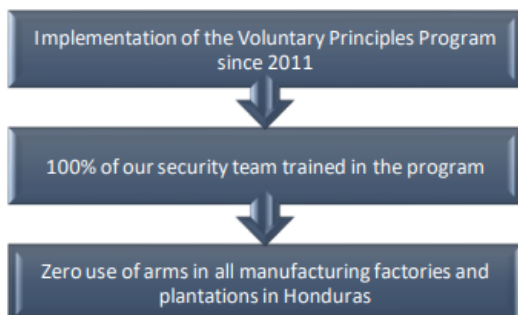 Implementation of the Voluntary Principles Program
since 2011
100% of our security team trained in the program
Zero use of arms in all manufacturing factories and
plantations in Honduras